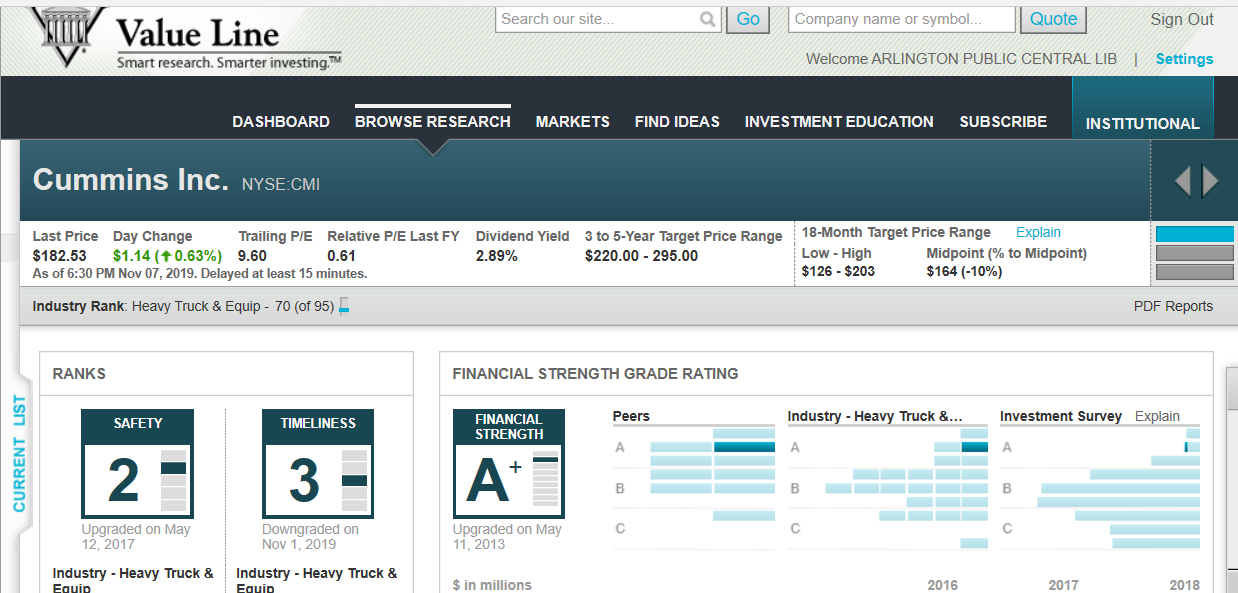 Value Line
Smart research. Smarter investing.™
Search our site...
Go
Company name or symbol...
Quote
Sign Out
Welcome ARLINGTON PUBLIC CENTRAL LIB | Settings
DASHBOARD BROWSE RESEARCH MARKETS FIND IDEAS INVESTMENT EDUCATION SUBSCRIBE INSTITUTIONAL
Cummins Inc. NYSE:CMI
Last Price Day Change Trailing P/E Relative P/E Last FY Dividend Yield 3 to 5-Year Target Price Range
$182.53 $1.14 (⬆ 0.63%) 9.60 0.61 2.89% $220.00 - 295.00
As of 6:30 PM Nov 07, 2019. Delayed at least 15 minutes.
18-Month Target Price Range Explain
Low - High Midpoint (% to Midpoint)
$126 - $203 $164 (-10%)
Industry Rank: Heavy Truck & Equip - 70 (of 95)
PDF Reports
CURRENT LIST
RANKS
SAFETY
2
Upgraded on May
12, 2017
Industry - Heavy Truck &
Equip
TIMELINESS
3
Downgraded on
Nov 1, 2019
Industry - Heavy Truck &
Equip
FINANCIAL STRENGTH GRADE RATING
FINANCIAL
STRENGTH
A+
Upgraded on May
11, 2013
Peers
A
B
C
Industry - Heavy Truck &...
A
B
C
Investment Survey Explain
A
B
C
$ in millions 2016 2017 2018